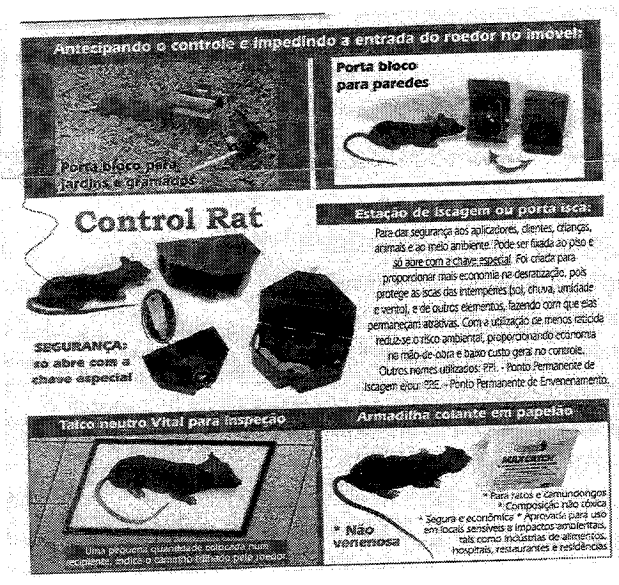 Antecipando o controle e impedindo a entrada do roedor no imóvel:
Porta bloco para
jardins e gramados
Porta bloco
para paredes
Control Rat
SEGURANÇA:
so abre com a
chave especial
Estação de iscagem ou porta isca:
Para dar segurança aos aplicadores, clientes, crianças,
animais e ao meio ambiente. Pode ser fixada ao piso e
só abre com a chave especial. Foi criada para
proporcionar mais economia na desratização, pois
protege as iscas das intempéries (sol, chuva, umidade
e vento), e de outros elementos, fazendo com que elas
permaneçam atrativas. Com a utilização de menos raticida
reduz-se o risco ambiental, proporcionando economia
na mão-de-obra e baixo custo geral no controle.
Outros nomes utilizados: PPI. - Ponto Permanente de
Iscagem e/ou PPE. - Ponto Permanente de Envenenamento.
Talco neutro Vital para inspeção
Uma pequena quantidade colocada num
recipiente, indica o caminho trilhado pelo roedor
Armadilha colante em papelão
MAX CATCH
* Não
venenosa
* Para ratos e camundongos
* Composição não tóxica
* Segura e econômica * Aprovada para uso
em locais sensíveis a impactos ambientais,
tais como indústrias de alimentos,
hospitais, restaurantes e residências